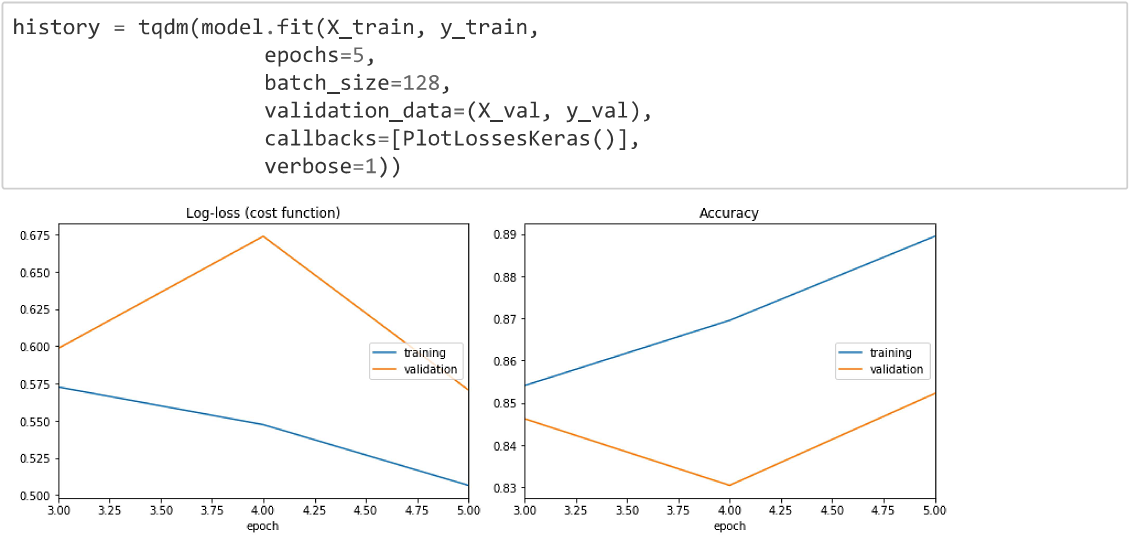 history = tqdm(model.fit(X_train, y_train,
epochs=5,
batch_size=128,
validation_data=(X_val, y_val),
callbacks=[PlotLossesKeras()],
verbose=1))
Log-loss (cost function)
0.675
0.650
0.625
0.600
0.575
0.550
0.525
0.500
training
validation
3.00 3.25 3.50 3.75 4.00 4.25 4.50 4.75 5.00
epoch
Accuracy
0.89
0.88
0.87
0.86
0.85
0.84
0.83
training
validation
3.00 3.25 3.50 3.75 4.00 4.25 4.50 4.75 5.00
epoch